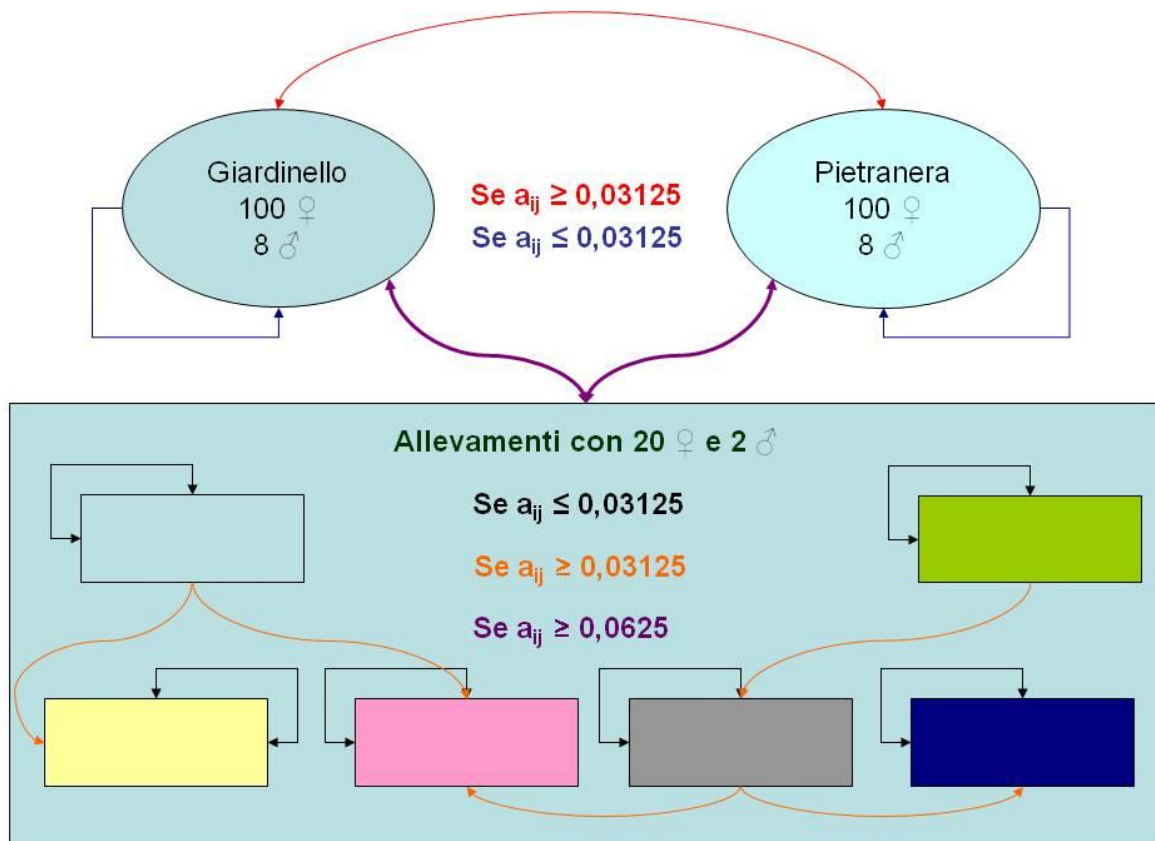 Giardinello
100 ♀
8 ♂
Pietranera
100 ♀
8 ♂
Se aij ≥ 0,03125
Se aij ≤ 0,03125
Allevamenti con 20 ♀ e 2 ♂
Se aij ≤ 0,03125
Se aij ≥ 0,03125
Se aij ≥ 0,0625